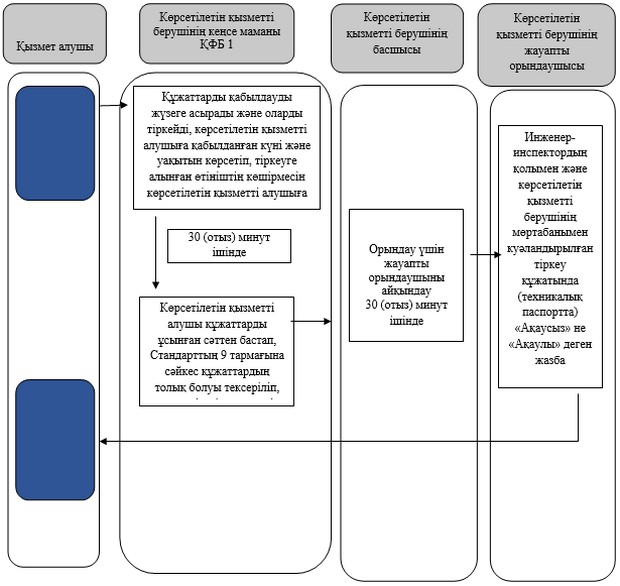 Қызмет алушы
Көрсетілетін қызметті
берушінің кеңсе маманы
ҚФБ 1
Көрсетілетін
қызметті берушінің
басшысы
Көрсетілетін
қызметті берушінің
жауапты
орындаушысы
Құжаттарды қабылдауды
жүзеге асырады және оларды
тіркейді, көрсетілетін қызметті
алушыға қабылданған күні және
уақытын көрсетіп, тіркеуге
алынған өтініштің көшірмесін
көрсетілетін қызметті алушыға
30 (отыз) минут
ішінде
Көрсетілетін қызметті
алушы құжаттарды
ұсынған сәттен бастап,
Стандарттың 9 тармағына
сәйкес құжаттардың
толық болуы тексеріліп,
Орындау үшін
жауапты
орындаушыны
айқындау
30 (отыз) минут
ішінде
Инженер-
инспектордың
қолымен және
көрсетілетін
қызметті
берушінің
мөртабанымен
куәландырылған
тіркеу
құжатында
(техникалық
паспортта)
«Ақаусыз» не
«Ақаулы» деген
жазба